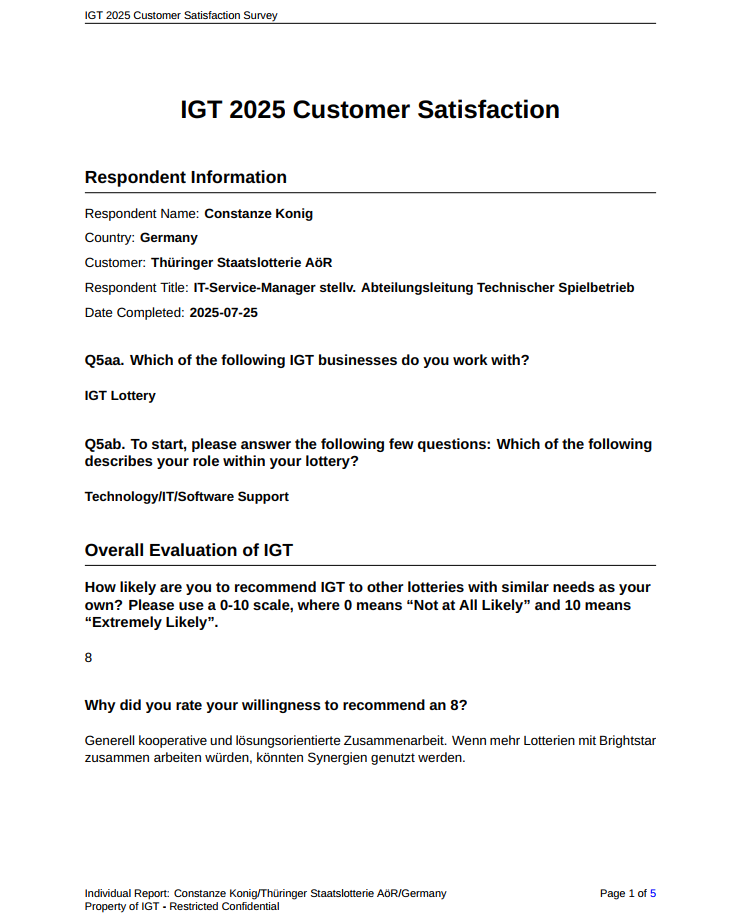 IGT 2025 Customer Satisfaction Survey
IGT 2025 Customer Satisfaction
Respondent Information
Respondent Name: Constanze Konig
Country: Germany
Customer: Thüringer Staatslotterie AöR
Respondent Title: IT-Service-Manager stellv. Abteilungsleitung Technischer Spielbetrieb
Date Completed: 2025-07-25
Q5aa. Which of the following IGT businesses do you work with?
IGT Lottery
Q5ab. To start, please answer the following few questions: Which of the following
describes your role within your lottery?
Technology/IT/Software Support
Overall Evaluation of IGT
How likely are you to recommend IGT to other lotteries with similar needs as your
own? Please use a 0-10 scale, where 0 means “Not at All Likely” and 10 means
“Extremely Likely”.
8
Why did you rate your willingness to recommend an 8?
Generell kooperative und lösungsorientierte Zusammenarbeit. Wenn mehr Lotterien mit Brightstar
zusammen arbeiten würden, könnten Synergien genutzt werden.
Individual Report: Constanze Konig/Thüringer Staatslotterie AöR/Germany
Property of IGT - Restricted Confidential
Page 1 of 5